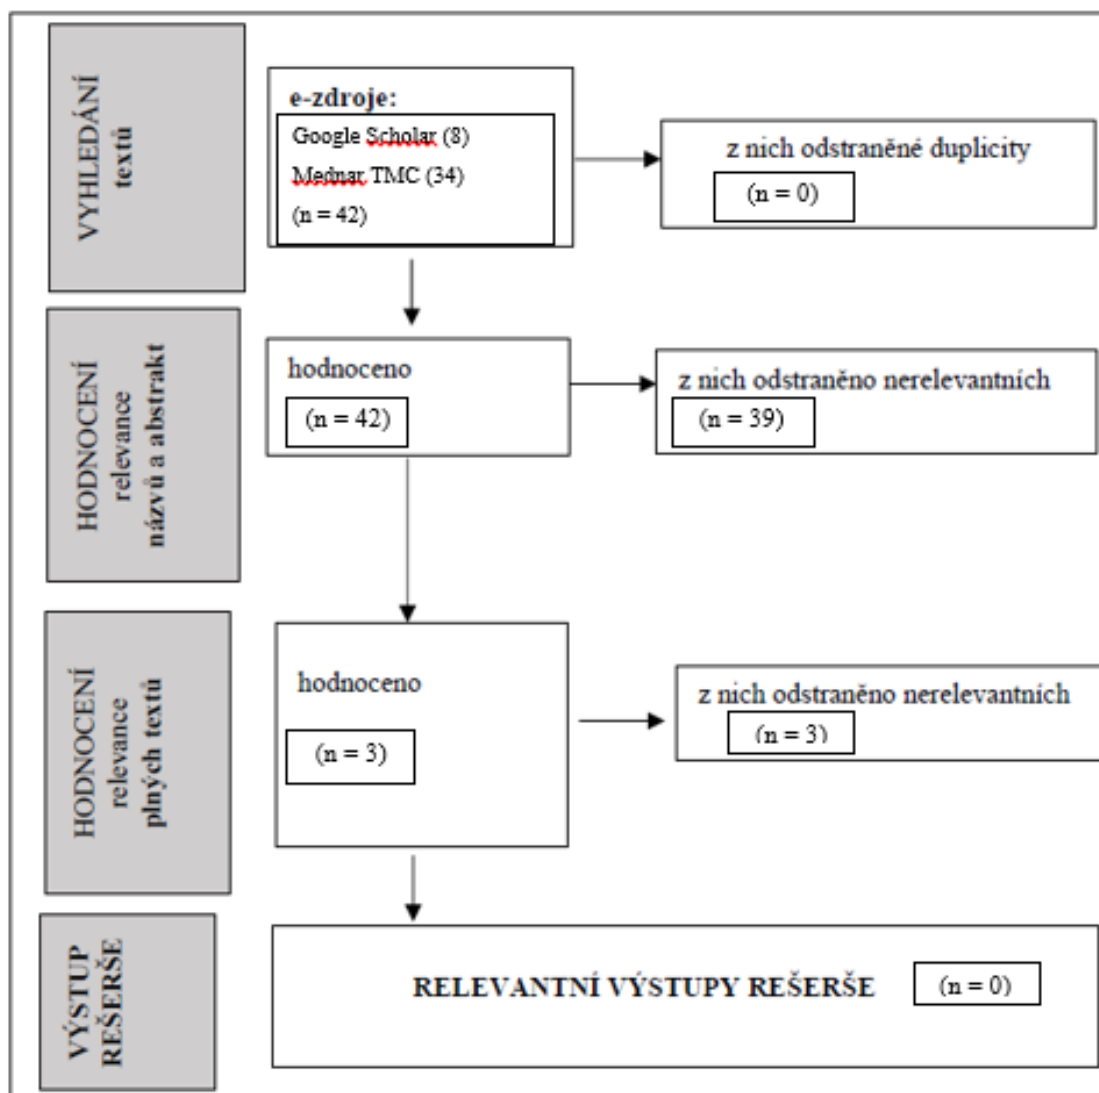 VYHLEDÁNÍ
textů
e-zdroje:
Google Scholar (8)
Mednar TMC (34)
(n = 42)
z nich odstraněné duplicity
(n = 0)
HODNOCENÍ
relevance
názvů a abstrakt
hodnoceno
(n = 42)
z nich odstraněno nerelevantních
(n = 39)
HODNOCENÍ
relevance
plných textů
hodnoceno
(n = 3)
z nich odstraněno nerelevantních
(n = 3)
VÝSTUP
REŠERŠE
RELEVANTNÍ VÝSTUPY REŠERŠE (n = 0)